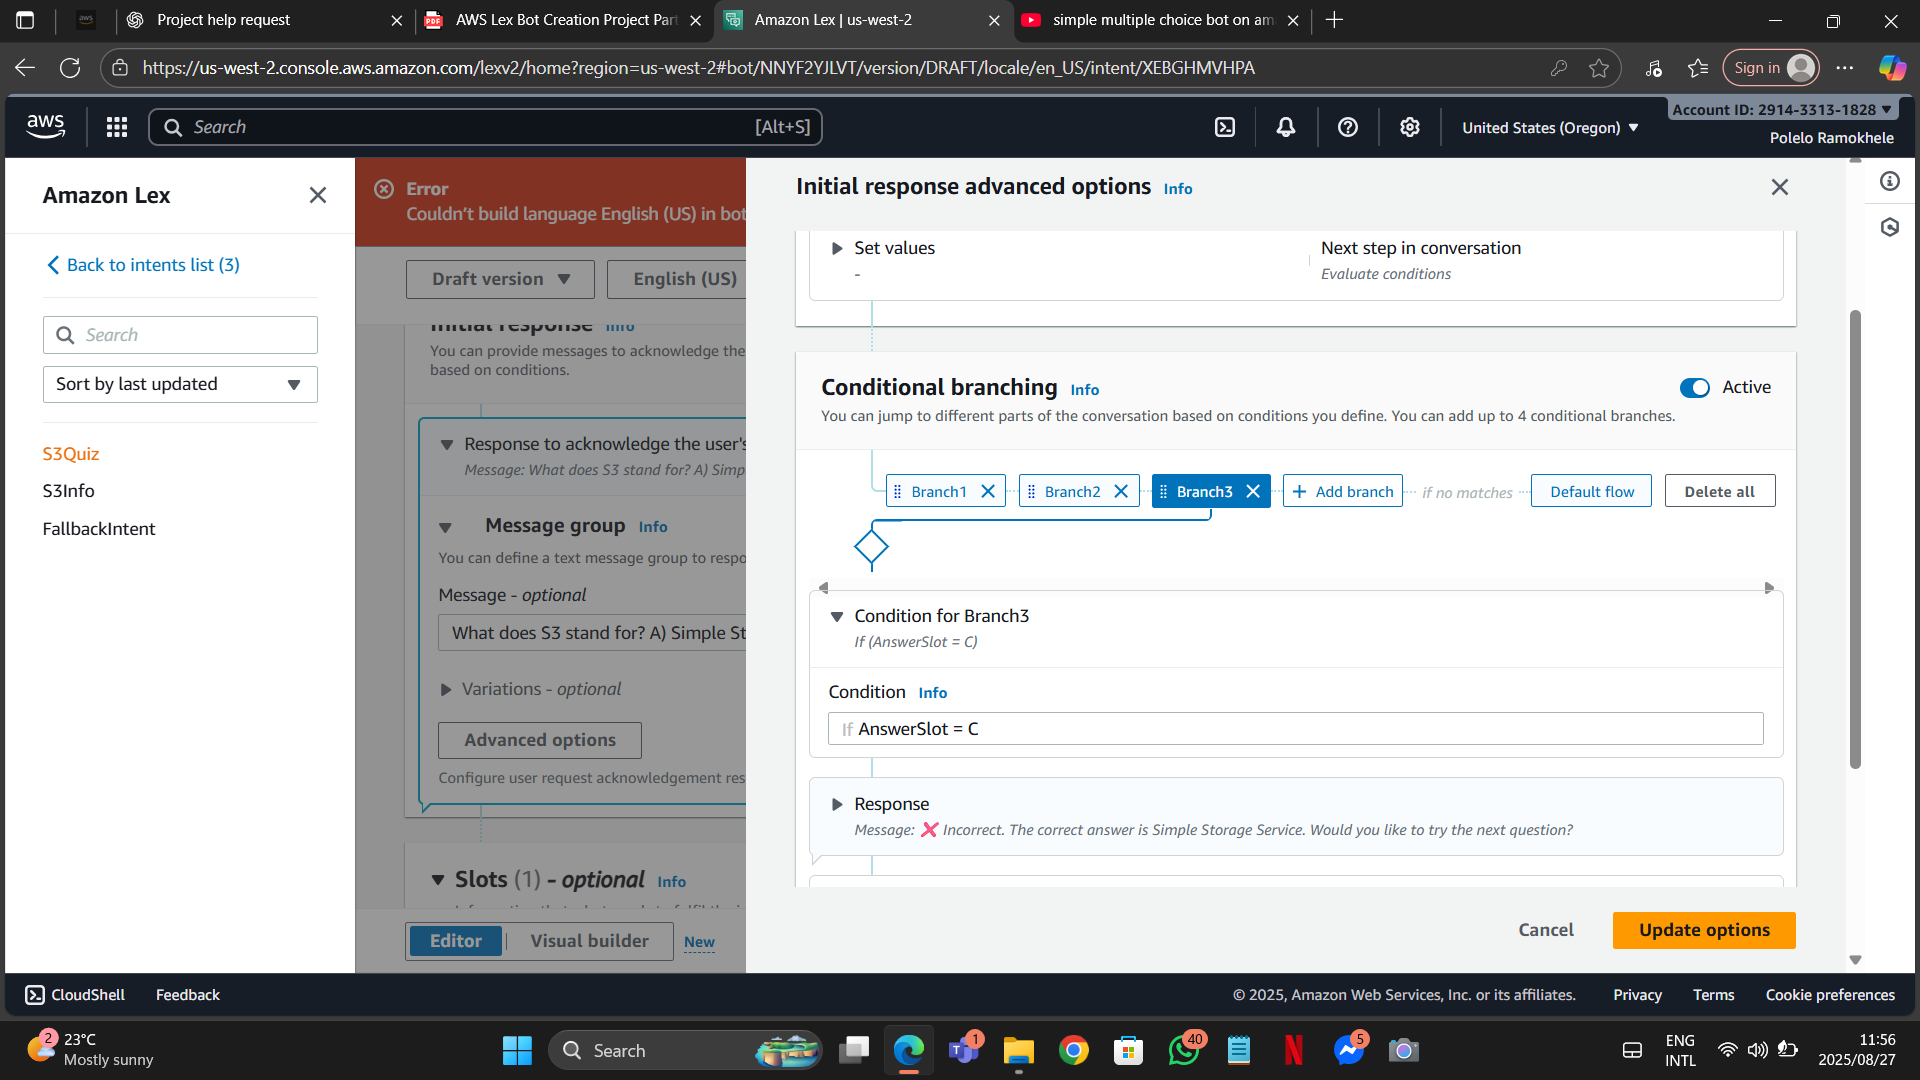 Project help request
AWS Lex Bot Creation Project Part
Amazon Lex | us-west-2
simple multiple choice bot on am
https://us-west-2.console.aws.amazon.com/lexv2/home?region=us-west-2#bot/NNYF2YJLVT/version/DRAFT/locale/en_US/intent/XEBGHMVHPA
Sign in
aws
Search
[Alt+S]
United States (Oregon)
Account ID: 2914-3313-1828
Polelo Ramokhele
Amazon Lex
Back to intents list (3)
Search
Sort by last updated
S3Quiz
S3Info
FallbackIntent
Error
Couldn't build language English (US) in bot
Draft version
English (US)
Initial response Info
You can provide messages to acknowledge the
based on conditions.
Response to acknowledge the user's
Message: What does S3 stand for? A) Simp
Message group Info
You can define a text message group to respo
Message - optional
What does S3 stand for? A) Simple St
Variations - optional
Advanced options
Configure user request acknowledgement res
Slots (1) - optional Info
Editor
Visual builder
New
Initial response advanced options Info
Set values
-
Next step in conversation
Evaluate conditions
Conditional branching Info
Active
You can jump to different parts of the conversation based on conditions you define. You can add up to 4 conditional branches.
Branch1
Branch2
Branch3
Add branch
if no matches
Default flow
Delete all
Condition for Branch3
If (AnswerSlot = C)
Condition Info
If AnswerSlot = C
Response
Message: ❌ Incorrect. The correct answer is Simple Storage Service. Would you like to try the next question?
Cancel
Update options
CloudShell
Feedback
© 2025, Amazon Web Services, Inc. or its affiliates.
Privacy
Terms
Cookie preferences
2
23°C
Mostly sunny
Search
1
40
5
ENG
INTL
11:56
2025/08/27